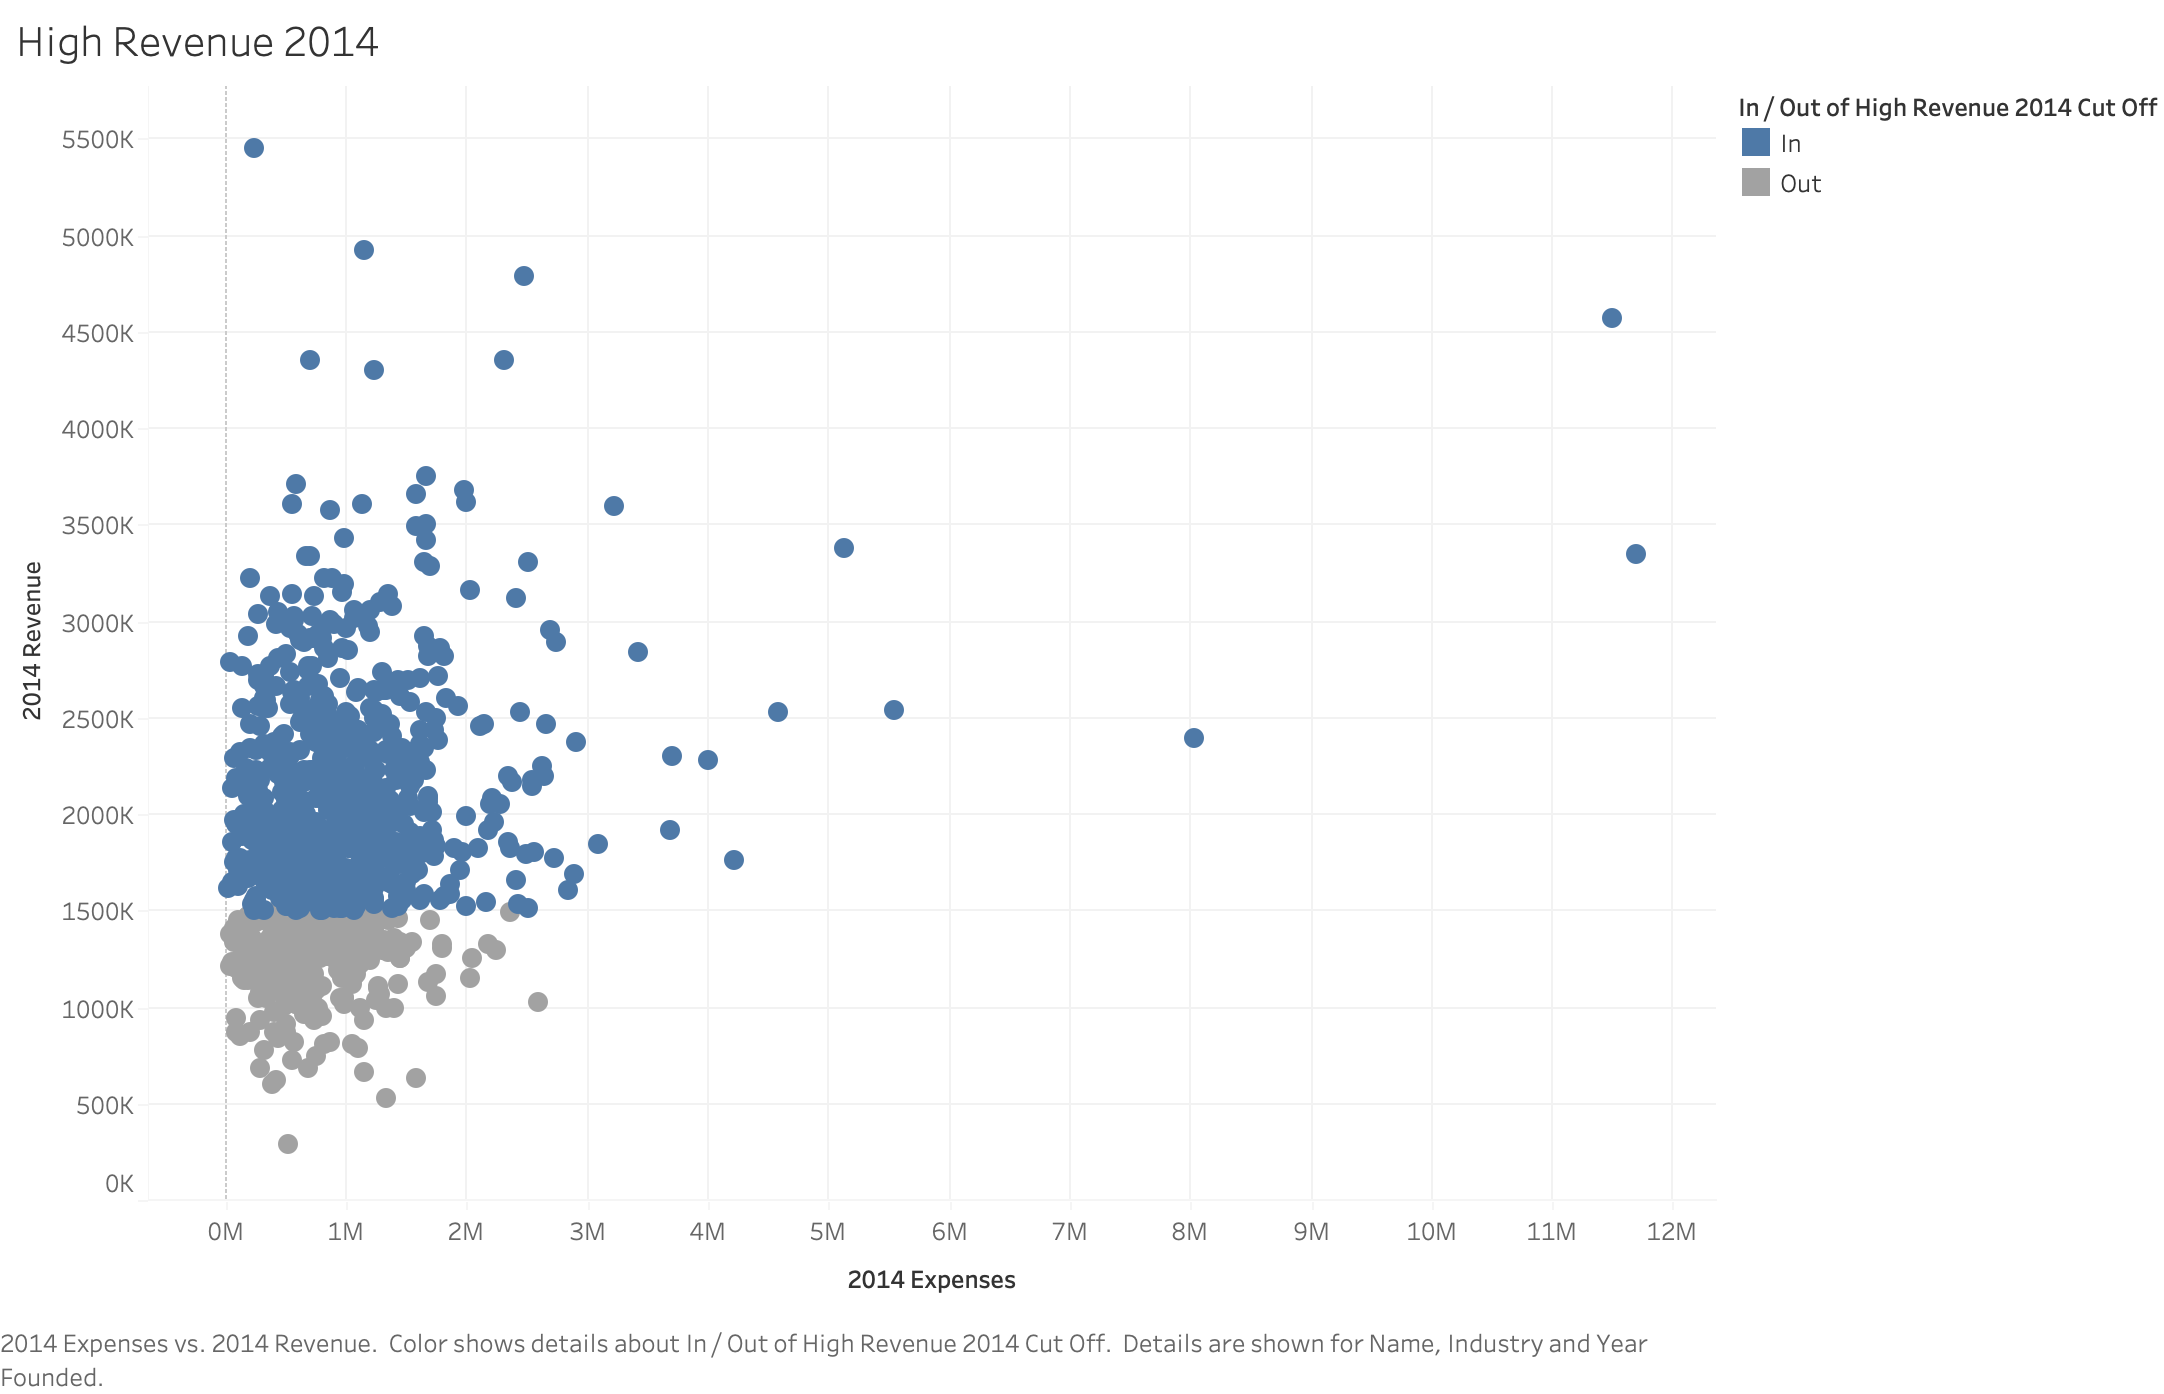 High Revenue 2014
In / Out of High Revenue 2014 Cut Off
In
Out
5500K
5000K
4500K
4000K
3500K
3000K
2500K
2000K
1500K
1000K
500K
0K
2014 Revenue
0M 1M 2M 3M 4M 5M 6M 7M 8M 9M 10M 11M 12M
2014 Expenses
2014 Expenses vs. 2014 Revenue.  Color shows details about In / Out of High Revenue 2014 Cut Off.  Details are shown for Name, Industry and Year
Founded.